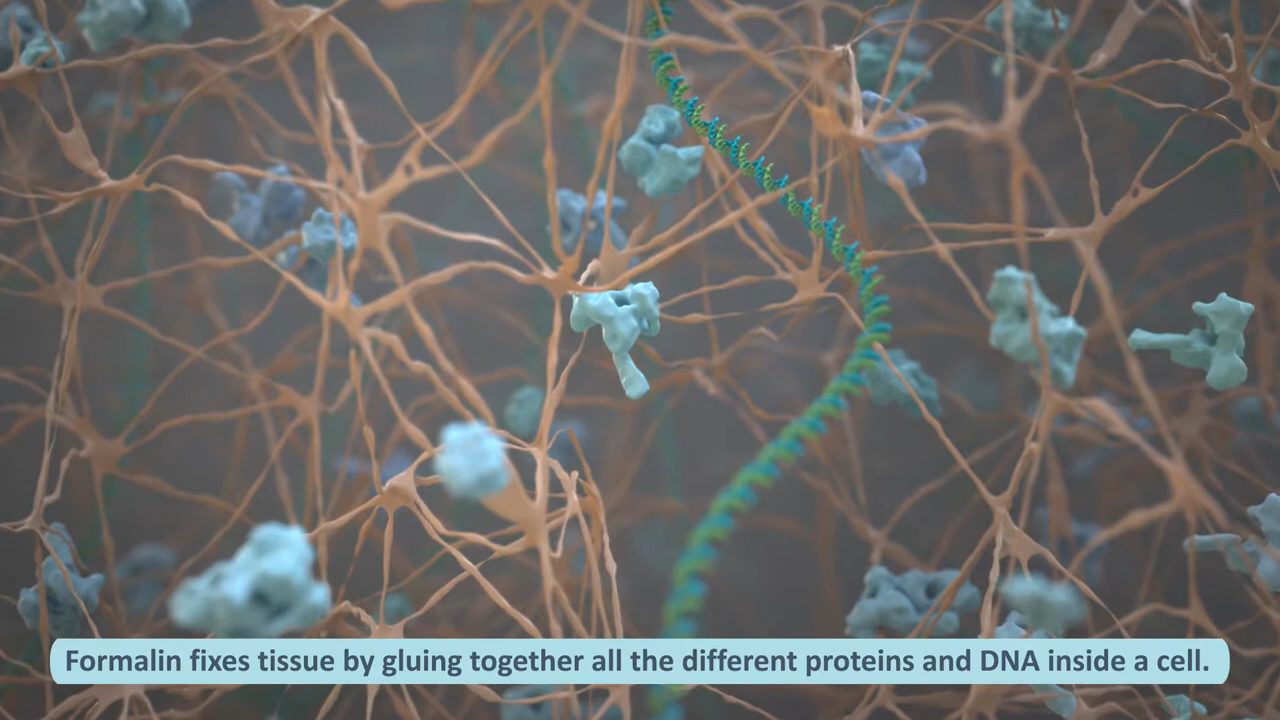 Formalin fixes tissue by gluing together all the different proteins and DNA inside a cell.